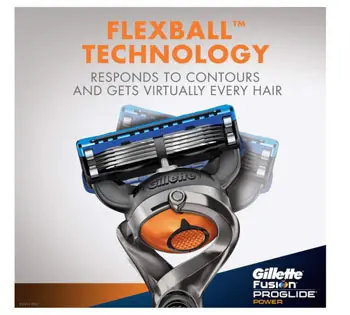 FLEXBALL™
TECHNOLOGY
RESPONDS TO CONTOURS
AND GETS VIRTUALLY EVERY HAIR
Gillette
Gillette
FUSION
PROGLIDE
POWER